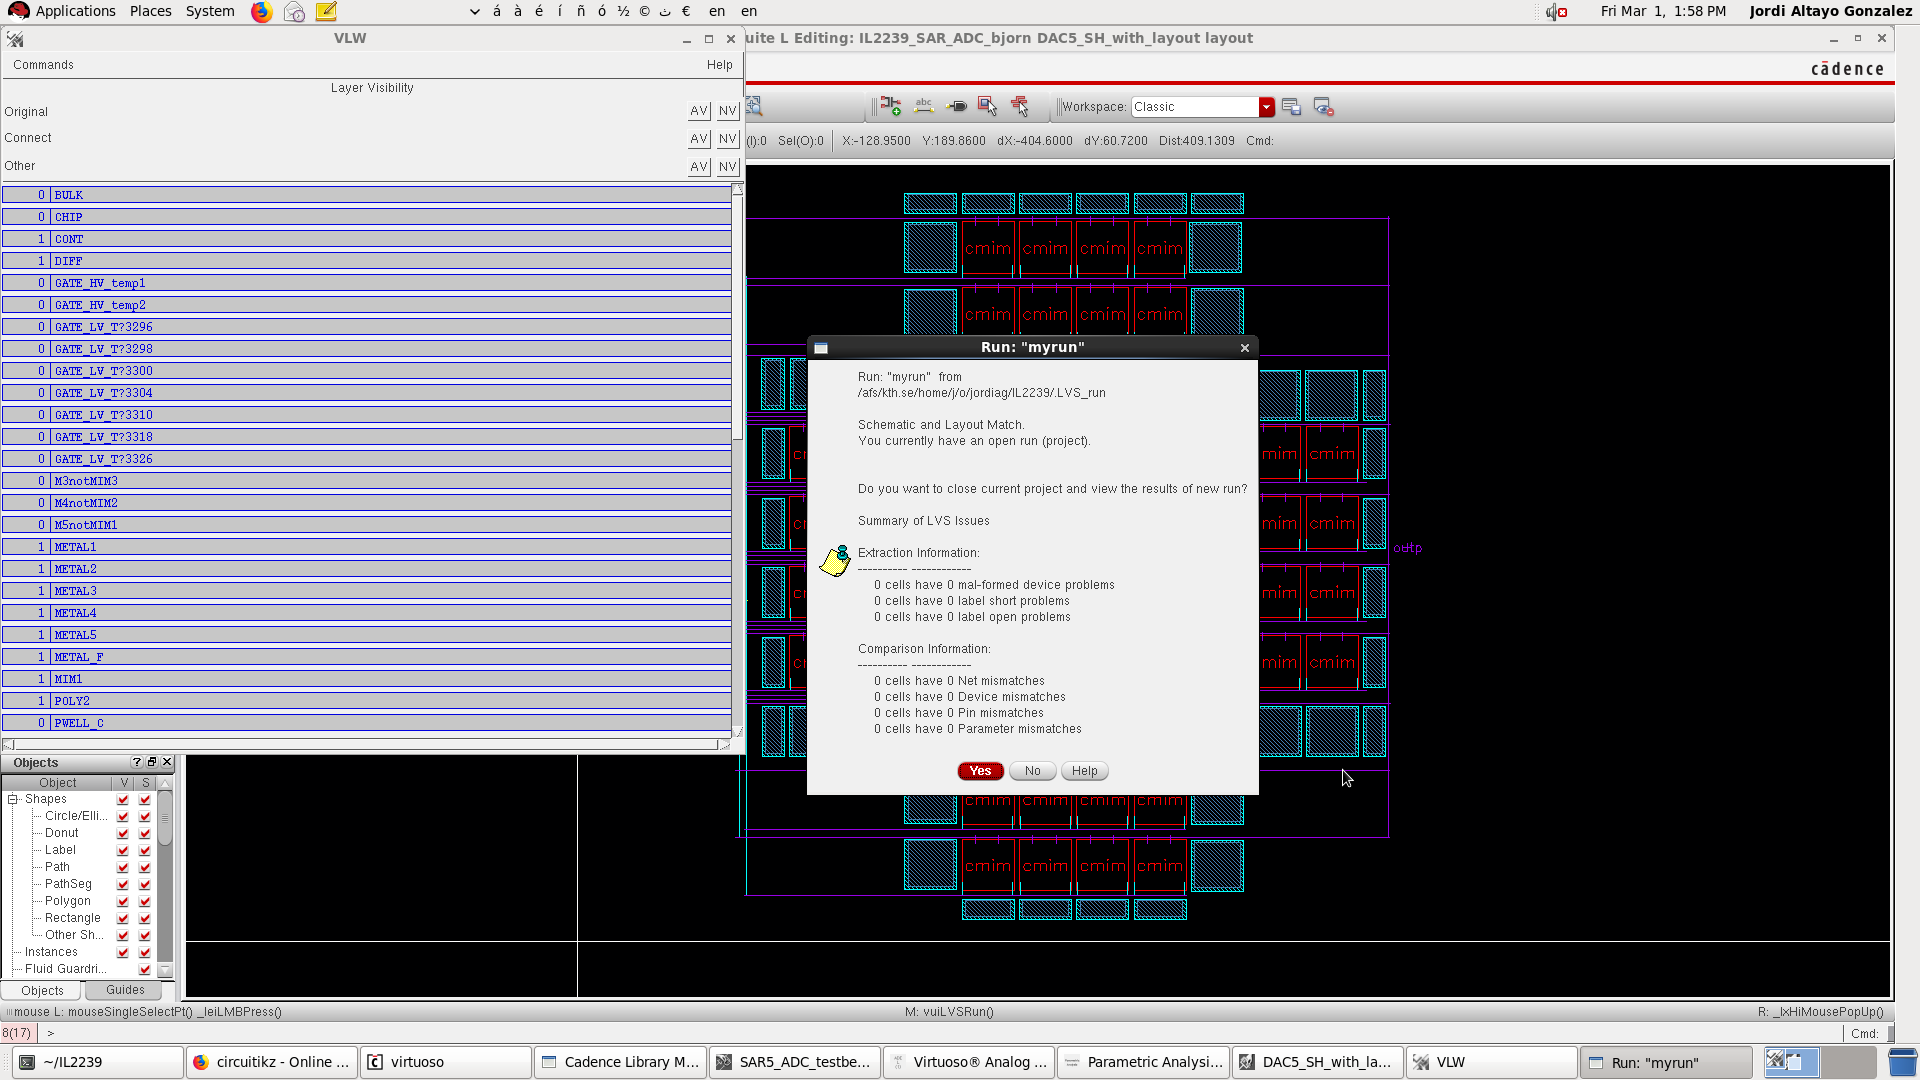 Applications Places System á à é í ñ ó ½ © ت € en en Fri Mar 1, 1:58 PM Jordi Altayo Gonzalez
VLW
uite L Editing: IL2239_SAR_ADC_bjorn DAC5_SH_with_layout layout
Commands Help
cādence
Layer Visibility
Original AV NV
Connect AV NV
Other AV NV
abc
Workspace: Classic
(I):0 Sel(O):0 X:-128.9500 Y:189.8600 dX:-404.6000 dY:60.7200 Dist:409.1309 Cmd:
0 BULK
0 CHIP
1 CONT
1 DIFF
0 GATE_HV_temp1
0 GATE_HV_temp2
0 GATE_LV_T?3296
0 GATE_LV_T?3298
0 GATE_LV_T?3300
0 GATE_LV_T?3304
0 GATE_LV_T?3310
0 GATE_LV_T?3318
0 GATE_LV_T?3326
0 M3notMIM3
0 M4notMIM2
0 M5notMIM1
1 METAL1
1 METAL2
1 METAL3
1 METAL4
1 METAL5
1 METAL_F
1 MIM1
1 POLY2
0 PWELL_C
cmim cmim cmim cmim
cmim cmim cmim cmim
Run: "myrun"
Run: "myrun" from
/afs/kth.se/home/j/o/jordiag/IL2239/.LVS_run
Schematic and Layout Match.
You currently have an open run (project).
Do you want to close current project and view the results of new run?
Summary of LVS Issues
Extraction Information:
---------- ------------
0 cells have 0 mal-formed device problems
0 cells have 0 label short problems
0 cells have 0 label open problems
Comparison Information:
---------- ------------
0 cells have 0 Net mismatches
0 cells have 0 Device mismatches
0 cells have 0 Pin mismatches
0 cells have 0 Parameter mismatches
Yes No Help
mim cmim
mim cmim
outp
mim cmim
mim cmim
cmim cmim cmim cmim
cmim cmim cmim cmim
Objects
Object V S
Shapes
Circle/Elli...
Donut
Label
Path
PathSeg
Polygon
Rectangle
Other Sh...
Instances
Fluid Guardri...
Objects Guides
mouse L: mouseSingleSelectPt() _leiLMBPress() M: vuiLVSRun() R: _lxHiMousePopUp()
8(17) > Cmd:
~/IL2239 circuitikz - Online ... virtuoso Cadence Library M... SAR5_ADC_testbe... Virtuoso® Analog ... Parametric Analysi... DAC5_SH_with_la... VLW Run: "myrun"